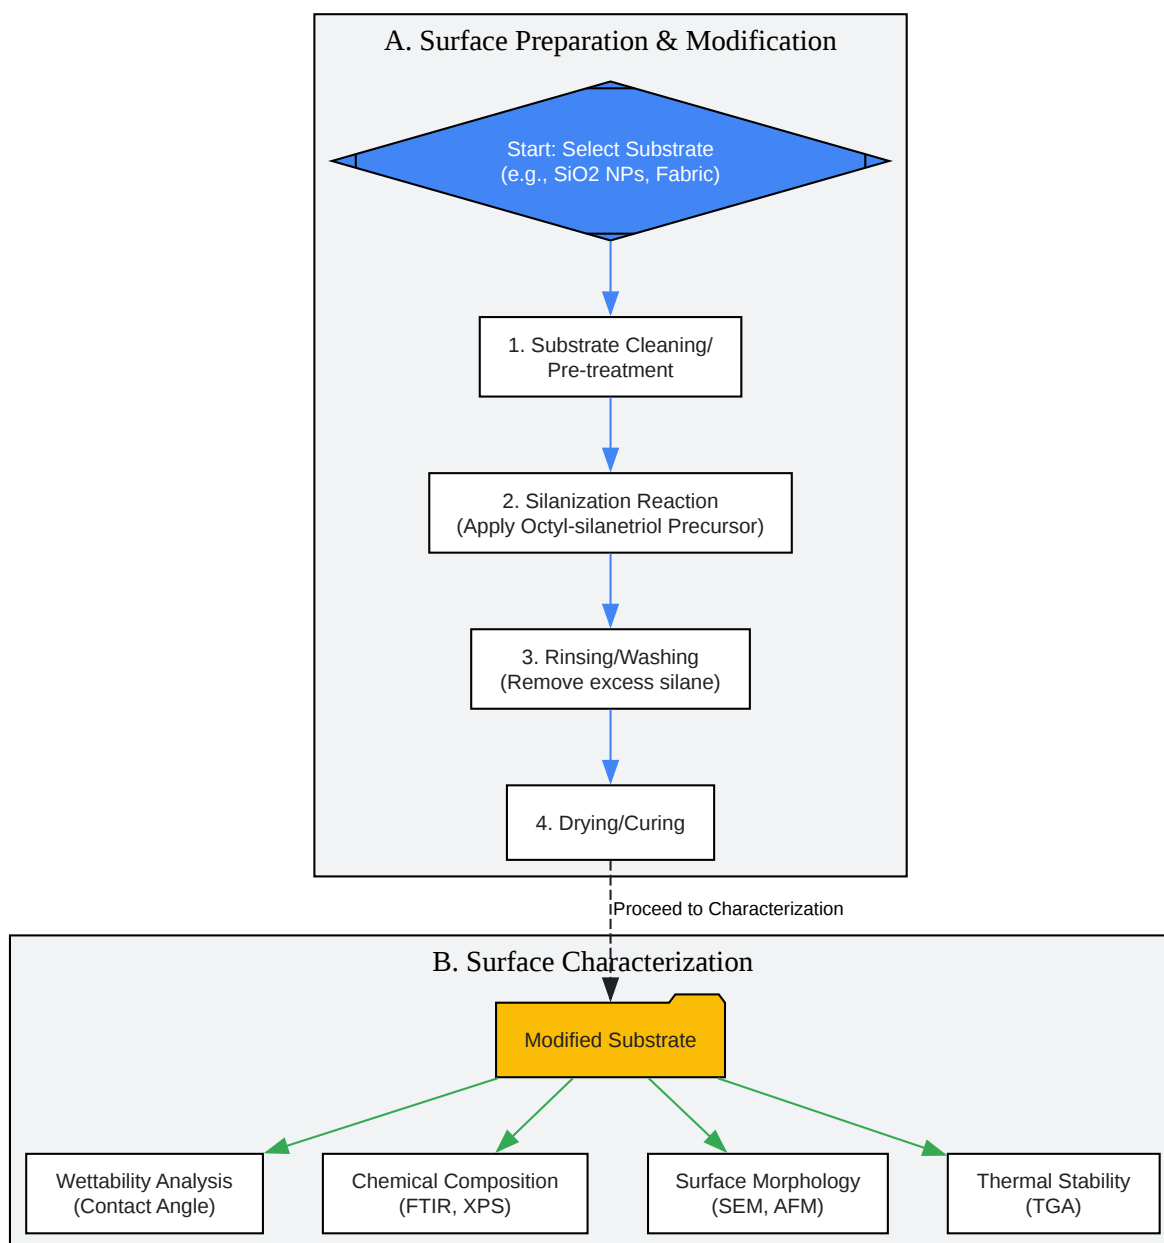 A. Surface Preparation & Modification
Start: Select Substrate
(e.g., SiO2 NPs, Fabric)
1. Substrate Cleaning/
Pre-treatment
2. Silanization Reaction
(Apply Octyl-silanetriol Precursor)
3. Rinsing/Washing
(Remove excess silane)
4. Drying/Curing
Proceed to Characterization
B. Surface Characterization
Modified Substrate
Wettability Analysis
(Contact Angle)
Chemical Composition
(FTIR, XPS)
Surface Morphology
(SEM, AFM)
Thermal Stability
(TGA)